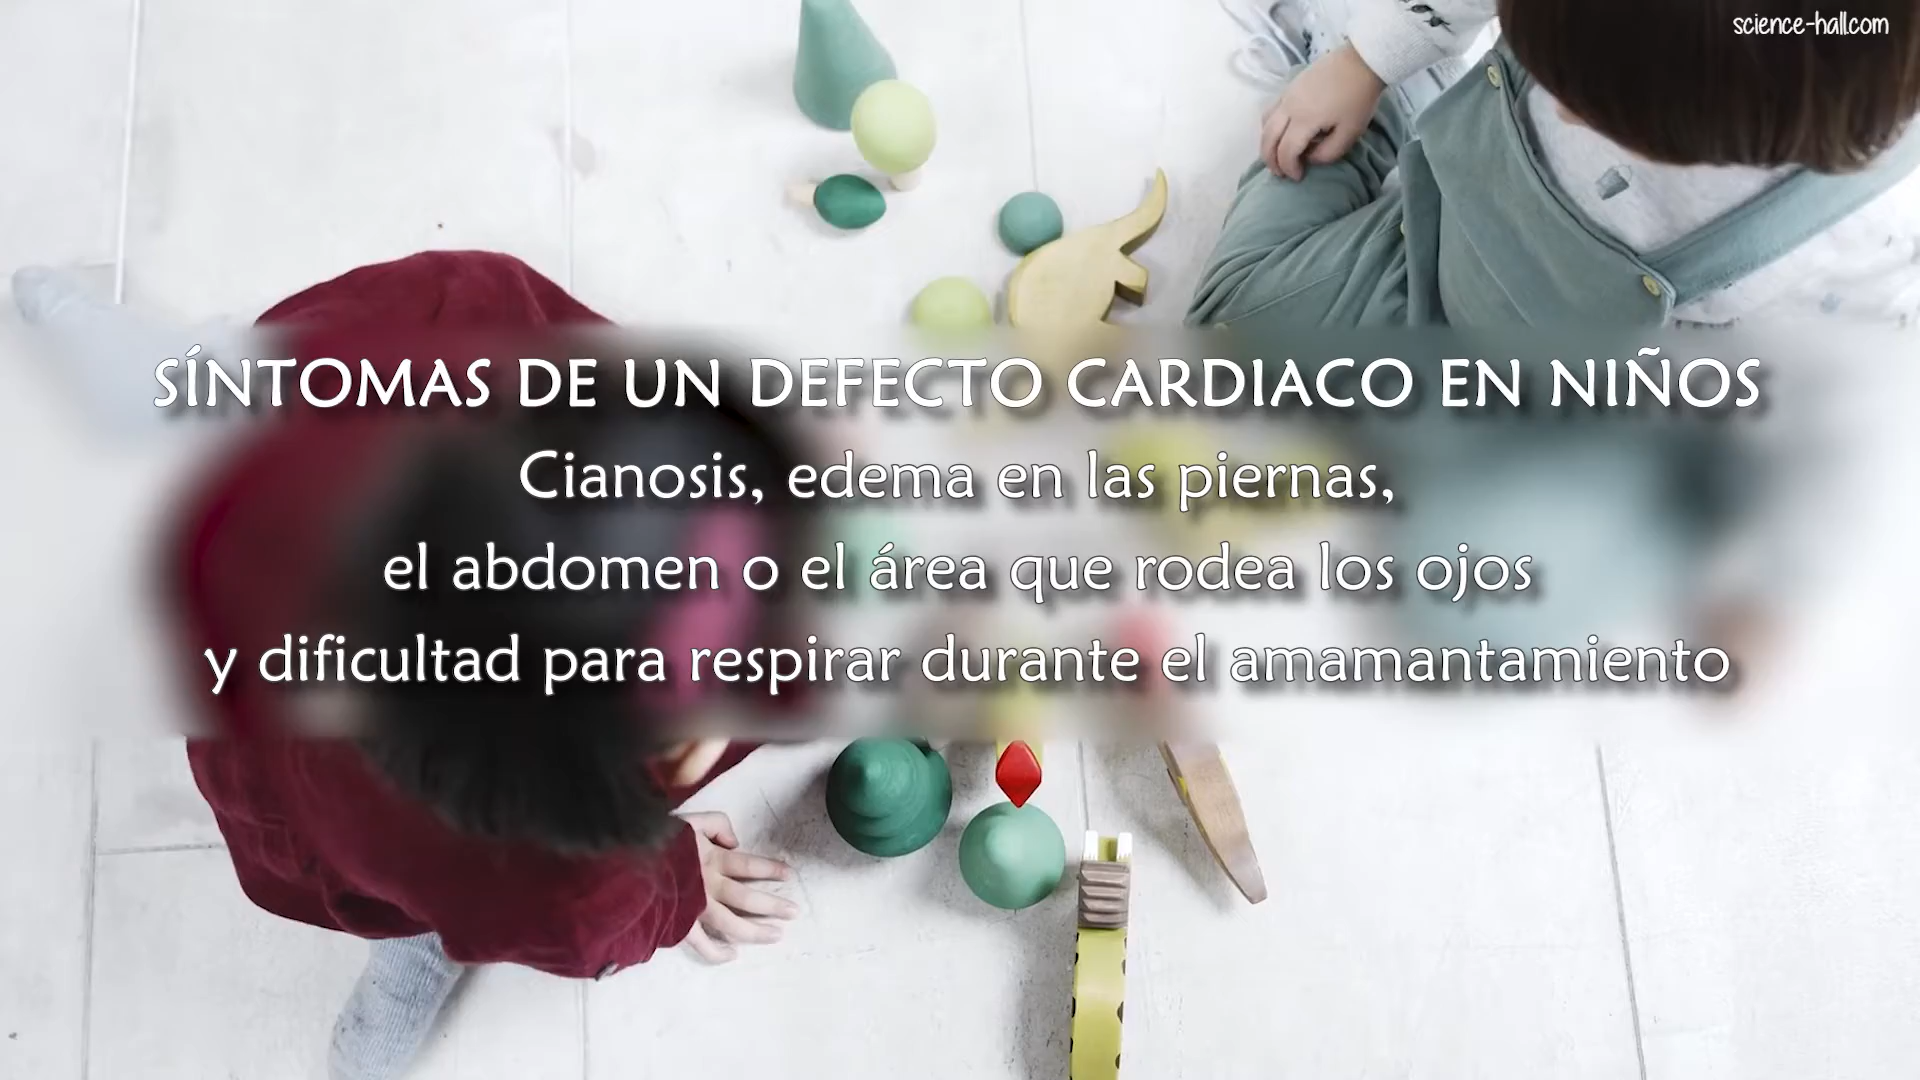 science-hall.com
SÍNTOMAS DE UN DEFECTO CARDIACO EN NIÑOS
Cianosis, edema en las piernas,
el abdomen o el área que rodea los ojos
y dificultad para respirar durante el amamantamiento